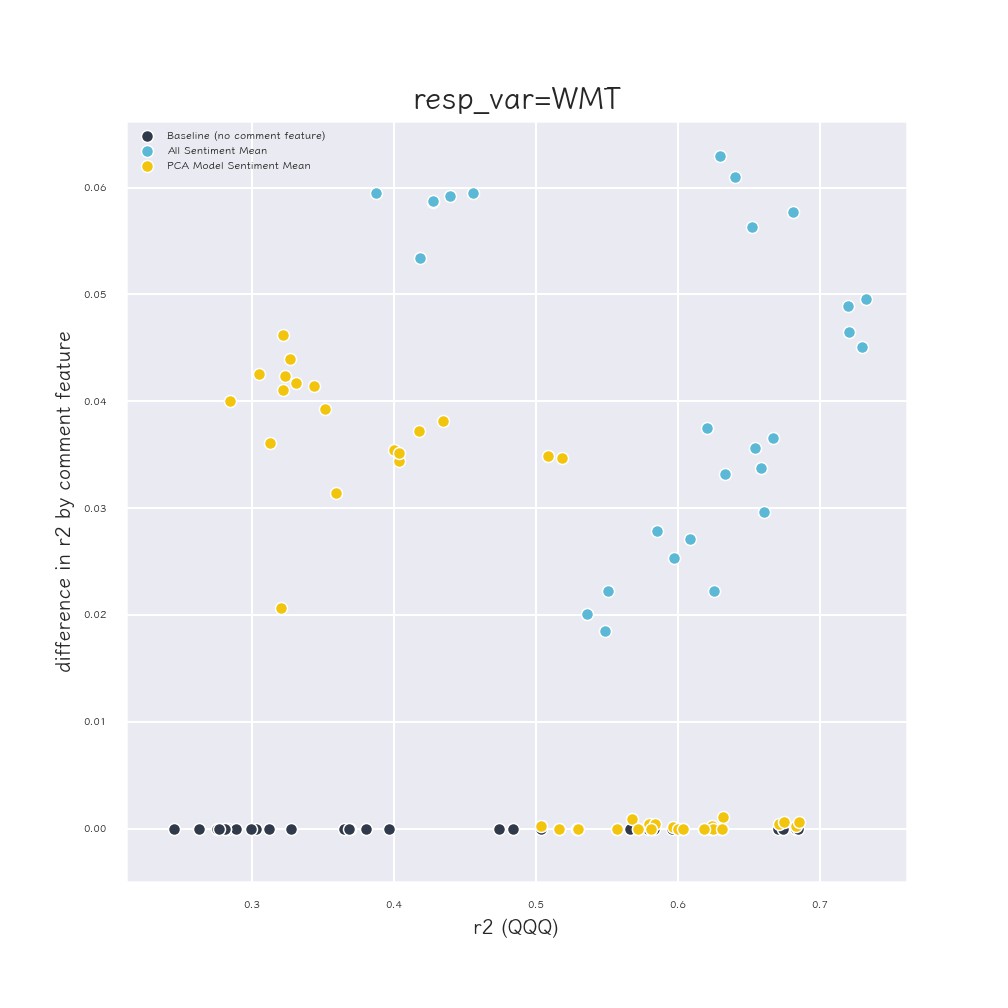 resp_var=WMT
Baseline (no comment feature)
All Sentiment Mean
PCA Model Sentiment Mean
0.06
0.05
0.04
0.03
0.02
0.01
0.00
difference in r2 by comment feature
0.3
0.4
0.5
0.6
0.7
r2 (QQQ)